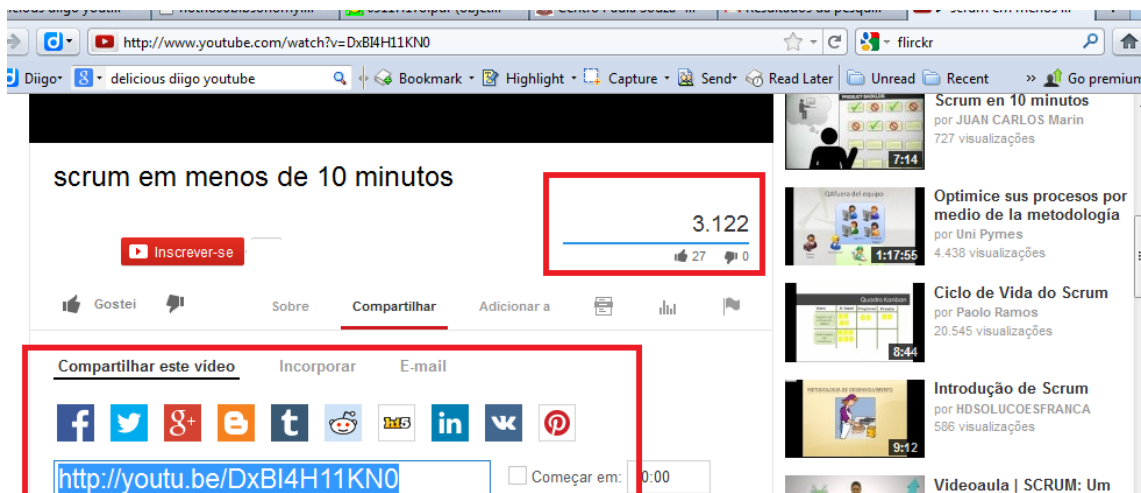 http://www.youtube.com/watch?v=DxBI4H11KN0
flirckr
Diigo
delicious diigo youtube
Bookmark
Highlight
Capture
Send
Read Later
Unread
Recent
»
Go premium
scrum em menos de 10 minutos
3.122
Inscrever-se
27
0
Gostei
Sobre
Compartilhar
Adicionar a
Compartilhar este vídeo
Incorporar
E-mail
http://youtu.be/DxBI4H11KN0
Começar em:
0:00
Scrum en 10 minutos
por JUAN CARLOS Marin
727 visualizações
7:14
Optimice sus procesos por
medio de la metodología
por Uni Pymes
4.438 visualizações
QAfuera del equipo
1:17:55
Ciclo de Vida do Scrum
por Paolo Ramos
20.545 visualizações
Quadro Kanban
8:44
Introdução de Scrum
por HDSOLUCOESFRANCA
586 visualizações
9:12
Videoaula | SCRUM: Um